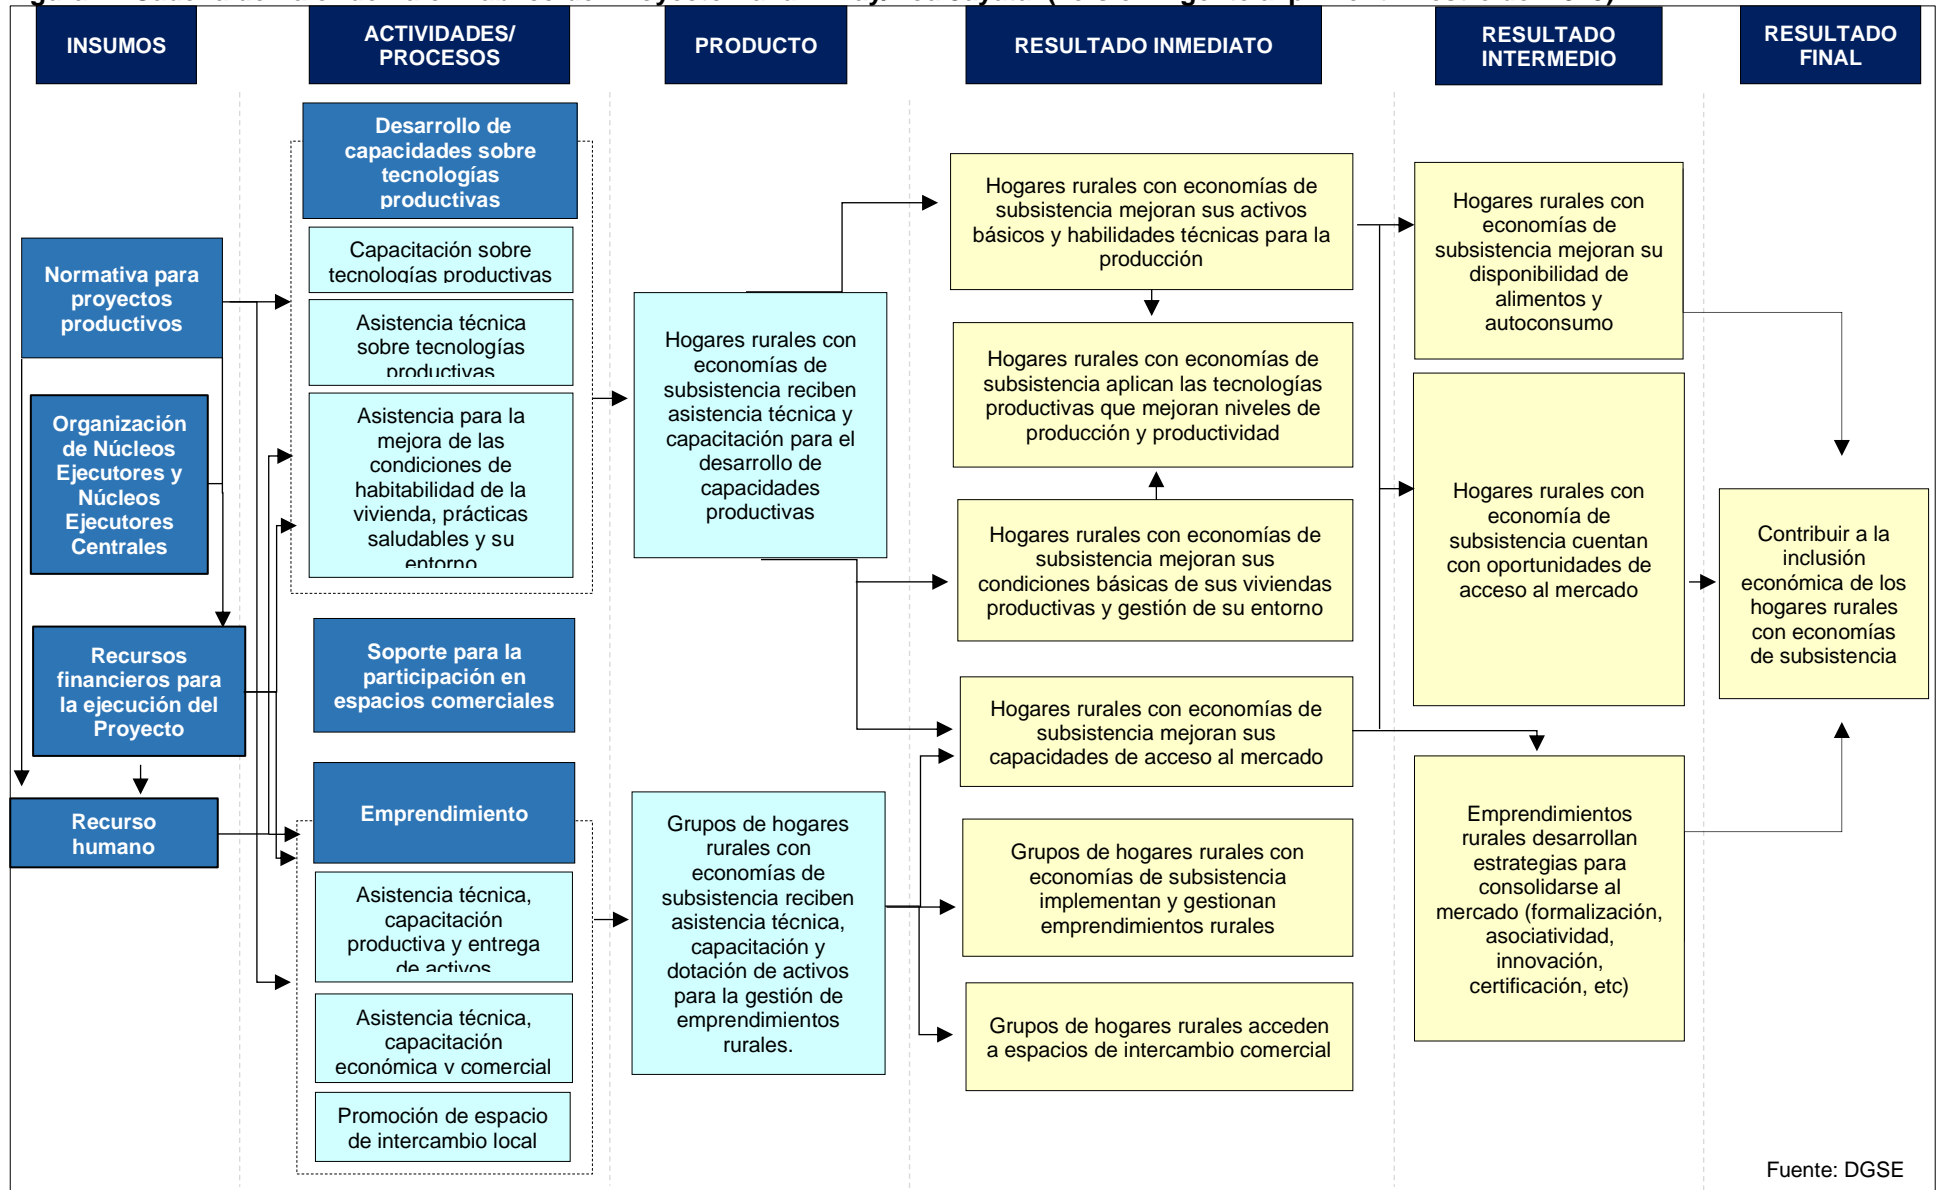 INSUMOS
ACTIVIDADES/
PROCESOS
PRODUCTO
RESULTADO INMEDIATO
RESULTADO
INTERMEDIO
RESULTADO
FINAL
Normativa para
proyectos
productivos
Organización
de Núcleos
Ejecutores y
Núcleos
Ejecutores
Centrales
Recursos
financieros para
la ejecución del
Proyecto
Recurso
humano
Desarrollo de
capacidades sobre
tecnologías
productivas
Capacitación sobre
tecnologías productivas
Asistencia técnica
sobre tecnologías
productivas
Asistencia para la
mejora de las
condiciones de
habitabilidad de la
vivienda, prácticas
saludables y su
entorno
Soporte para la
participación en
espacios comerciales
Emprendimiento
Asistencia técnica,
capacitación
productiva y entrega
de activos
Asistencia técnica,
capacitación
económica y comercial
Promoción de espacio
de intercambio local
Hogares rurales con
economías de
subsistencia reciben
asistencia técnica y
capacitación para el
desarrollo de
capacidades
productivas
Grupos de hogares
rurales con
economías de
subsistencia reciben
asistencia técnica,
capacitación y
dotación de activos
para la gestión de
emprendimientos
rurales.
Hogares rurales con economías de
subsistencia mejoran sus activos
básicos y habilidades técnicas para la
producción
Hogares rurales con economías de
subsistencia aplican las tecnologías
productivas que mejoran niveles de
producción y productividad
Hogares rurales con economías de
subsistencia mejoran sus
condiciones básicas de sus viviendas
productivas y gestión de su entorno
Hogares rurales con economías de
subsistencia mejoran sus
capacidades de acceso al mercado
Grupos de hogares rurales con
economías de subsistencia
implementan y gestionan
emprendimientos rurales
Grupos de hogares rurales acceden
a espacios de intercambio comercial
Hogares rurales con
economías de
subsistencia mejoran su
disponibilidad de
alimentos y
autoconsumo
Hogares rurales con
economía de
subsistencia cuentan
con oportunidades de
acceso al mercado
Emprendimientos
rurales desarrollan
estrategias para
consolidarse al
mercado (formalización,
asociatividad,
innovación,
certificación, etc)
Contribuir a la
inclusión
económica de los
hogares rurales
con economías
de subsistencia
Fuente: DGSE